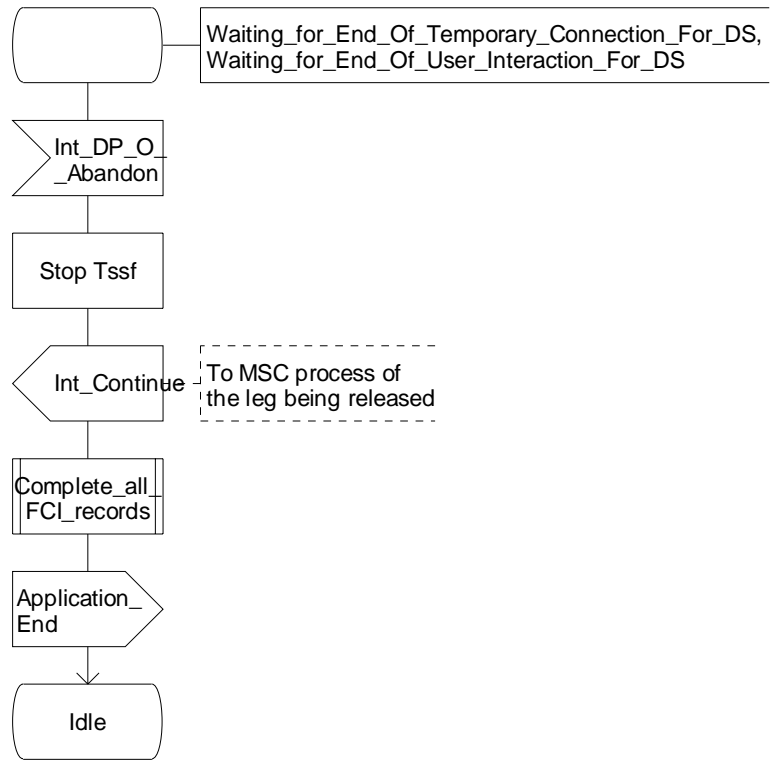 Waiting_for_End_Of_Temporary_Connection_For_DS,
Waiting_for_End_Of_User_Interaction_For_DS
Int_DP_O_
_Abandon
Stop Tssf
Int_Continue
To MSC process of
the leg being released
Complete_all_
FCI_records
Application_
End
Idle